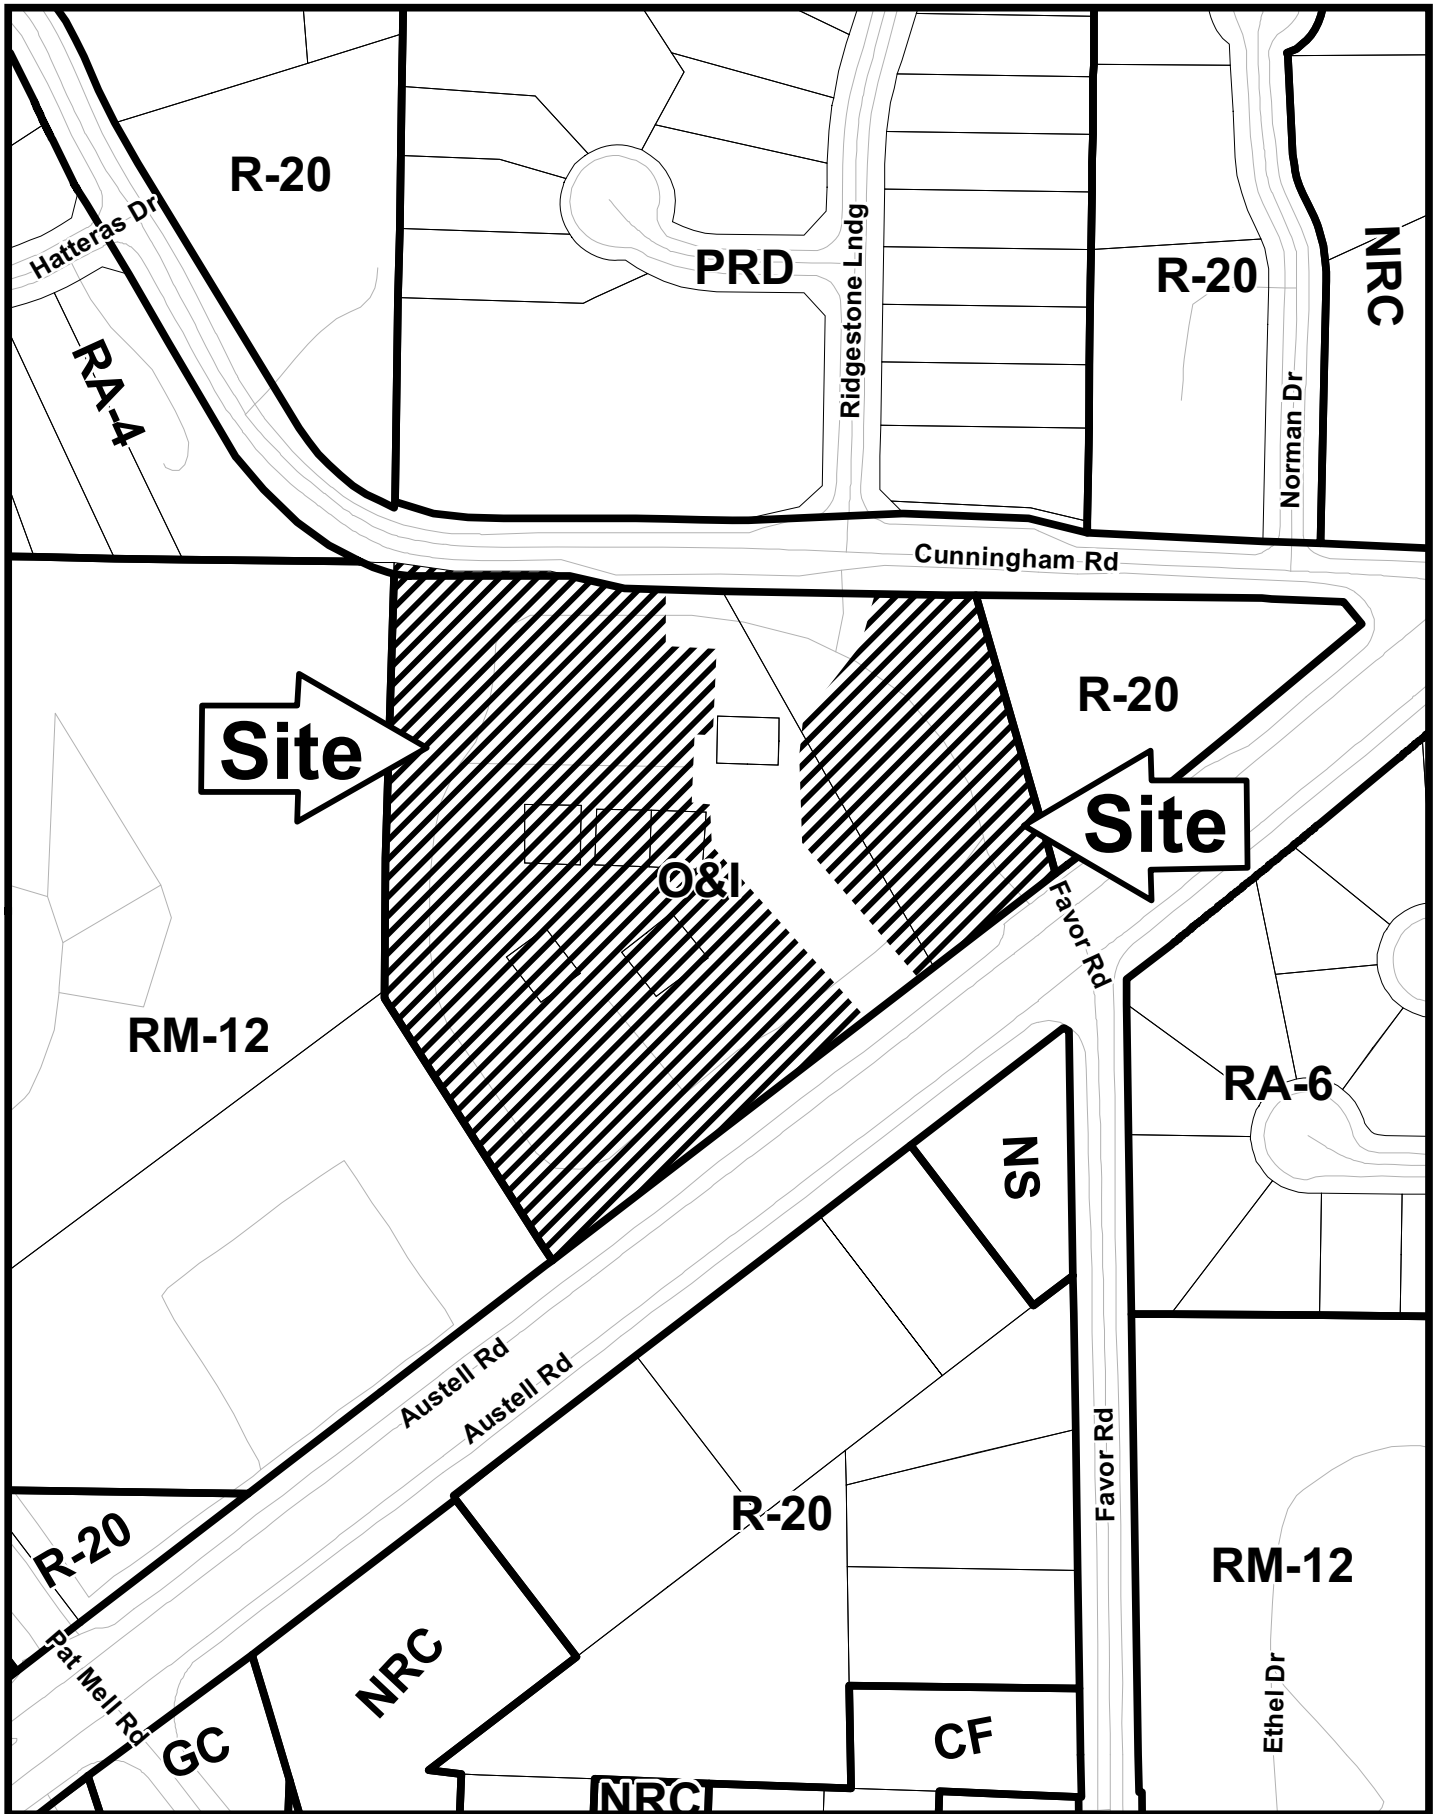 R-20
Hatteras Dr
PRD
Ridgestone Lndg
R-20
NRC
RA-4
Norman Dr
Cunningham Rd
R-20
Site
Site
O&I
Favor Rd
RM-12
RA-6
NS
Austell Rd
Austell Rd
Favor Rd
R-20
R-20
RM-12
Pat Mell Rd
NRC
Ethel Dr
GC
CF
NRC